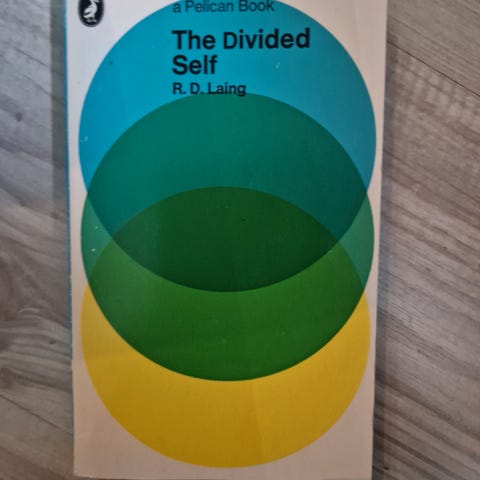 a Pelican Book
The Divided
Self
R. D. Laing